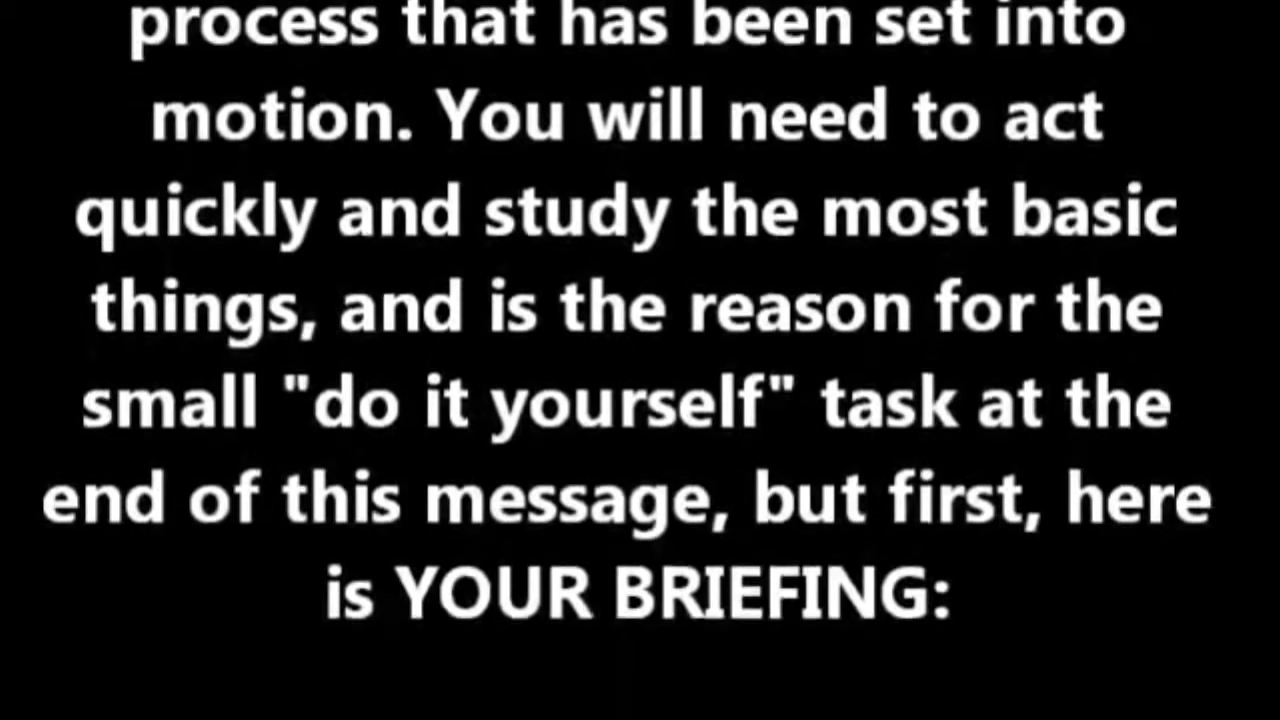 process that has been set into
motion. You will need to act
quickly and study the most basic
things, and is the reason for the
small "do it yourself" task at the
end of this message, but first, here
is YOUR BRIEFING: